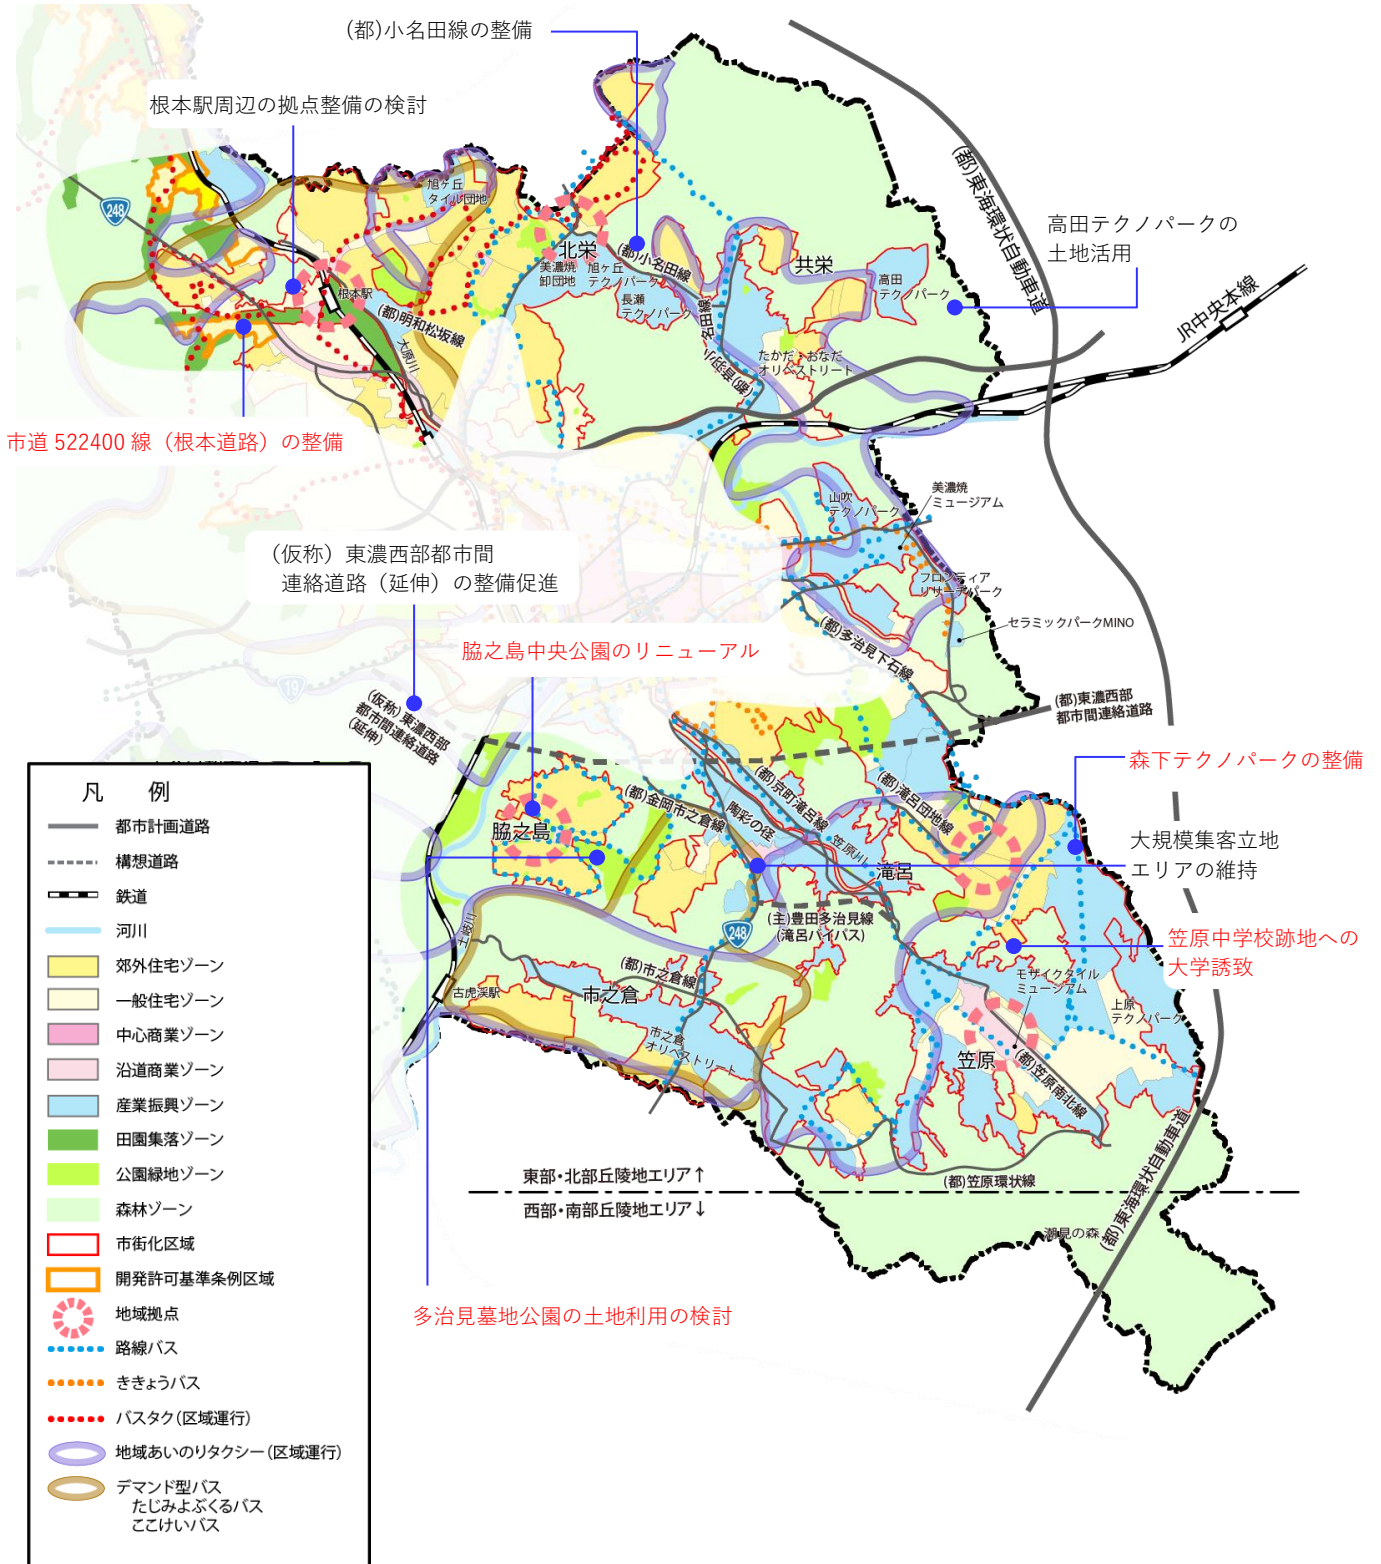 (都)小名田線の整備
根本駅周辺の拠点整備の検討
(都)東海環状自動車道
旭ヶ丘
タイル団地
248
高田テクノパークの
土地活用
北栄
(都)小名田線
共栄
美濃焼
卸団地
旭ヶ丘
テクノパーク
高田
テクノパーク
長瀬
テクノパーク
根本駅
JR中央本線
(都)明和松坂線
大原川
(都)音羽小名田線
たかだ・おなだ
オリベストリート
市道 522400 線（根本道路）の整備
山吹
テクノパーク
美濃焼
ミュージアム
（仮称）東濃西部都市間
連絡道路（延伸）の整備促進
フロンティア
リサーチパーク
セラミックパークMINO
(都)多治見下石線
脇之島中央公園のリニューアル
19
(仮称)東濃西部
都市間連絡道路
(延伸)
(都)東濃西部
都市間連絡道路
森下テクノパークの整備
(都)金岡市之倉線
(都)京町滝呂線
(都)滝呂団地線
陶彩の径
笠原川
脇之島
滝呂
大規模集客立地
エリアの維持
土岐川
(主)豊田多治見線
(滝呂バイパス)
248
笠原中学校跡地への
大学誘致
(都)市之倉線
モザイクタイル
ミュージアム
古虎渓駅
市之倉
上原
テクノパーク
市之倉
オリベストリート
笠原
(都)笠原南北線
(都)東海環状自動車道
東部・北部丘陵地エリア↑
(都)笠原環状線
西部・南部丘陵地エリア↓
潮見の森
多治見墓地公園の土地利用の検討
凡 例
都市計画道路
構想道路
鉄道
河川
郊外住宅ゾーン
一般住宅ゾーン
中心商業ゾーン
沿道商業ゾーン
産業振興ゾーン
田園集落ゾーン
公園緑地ゾーン
森林ゾーン
市街化区域
開発許可基準条例区域
地域拠点
路線バス
ききょうバス
バスタク(区域運行)
地域あいのりタクシー(区域運行)
デマンド型バス
たじみよぶくるバス
ここけいバス